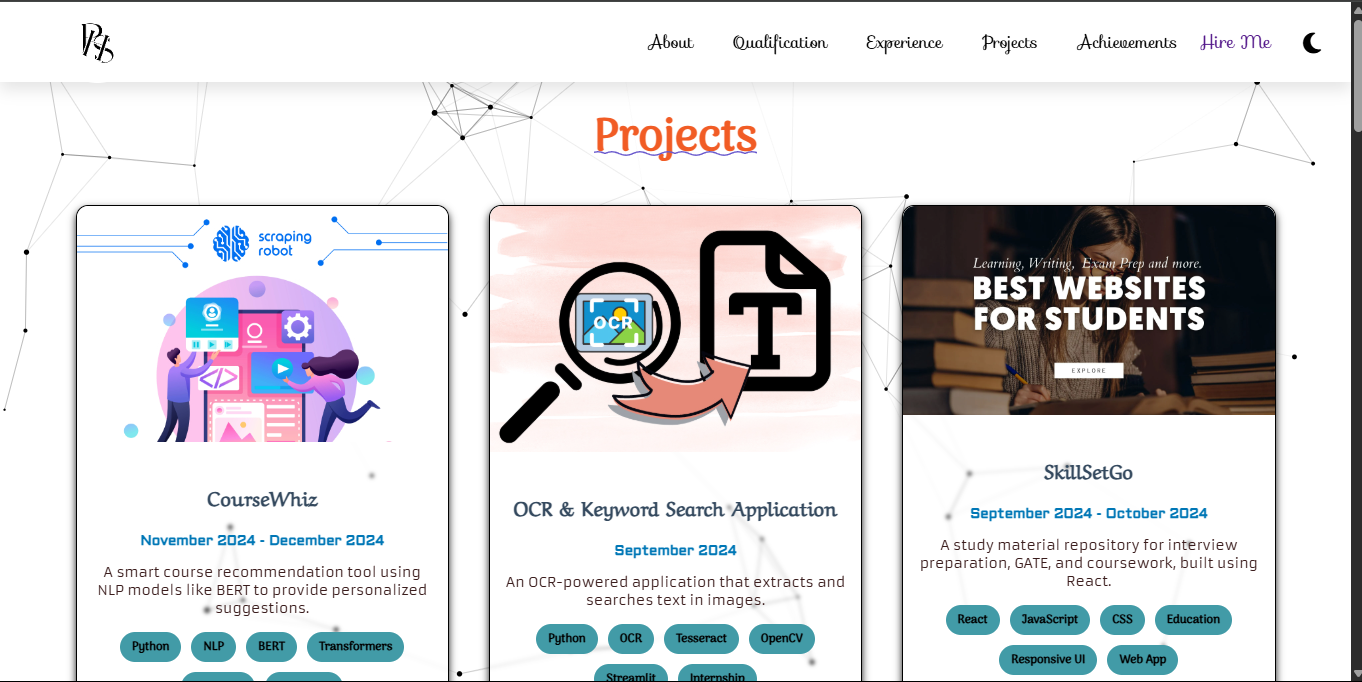 About Qualification Experience Projects Achievements Hire Me
Projects
scraping
robot
CourseWhiz
November 2024 - December 2024
A smart course recommendation tool using
NLP models like BERT to provide personalized
suggestions.
Python NLP BERT Transformers
OCR
T
OCR & Keyword Search Application
September 2024
An OCR-powered application that extracts and
searches text in images.
Python OCR Tesseract OpenCV
Streamlit Internship
Learning, Writing, Exam Prep and more.
BEST WEBSITES
FOR STUDENTS
EXPLORE
SkillSetGo
September 2024 - October 2024
A study material repository for interview
preparation, GATE, and coursework, built using
React.
React JavaScript CSS Education
Responsive UI Web App